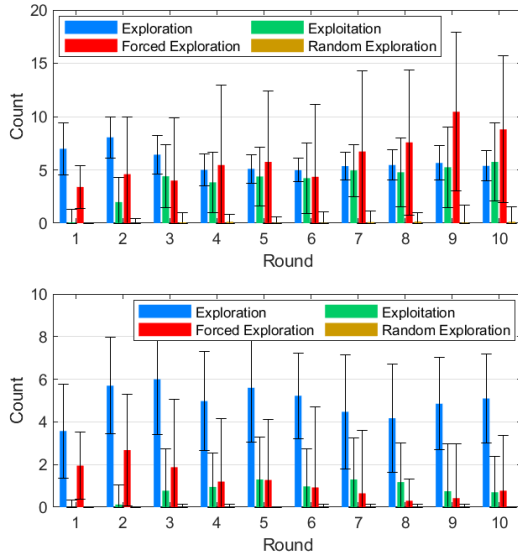 20
Exploration
Exploitation
Forced Exploration
Random Exploration
15
10
5
0
Count
1 2 3 4 5 6 7 8 9 10
Round
10
Exploration
Exploitation
Forced Exploration
Random Exploration
8
6
4
2
0
Count
1 2 3 4 5 6 7 8 9 10
Round